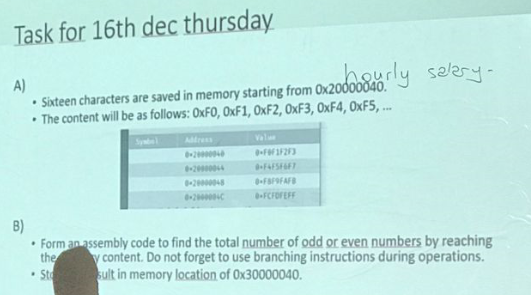 Task for 16th dec thursday
A)
hourly salary-
• Sixteen characters are saved in memory starting from 0x20000040.
• The content will be as follows: 0xF0, 0xF1, 0xF2, 0xF3, 0xF4, 0xF5, ...
Symbol Address Value
0x20000040 0xF0F1F2F3
0x20000044 0xF4F5F6F7
0x20000048 0xF8F9FAFB
0x2000004C 0xFCFDFEFF
B)
• Form an assembly code to find the total number of odd or even numbers by reaching
the y content. Do not forget to use branching instructions during operations.
• Sto sult in memory location of 0x30000040.